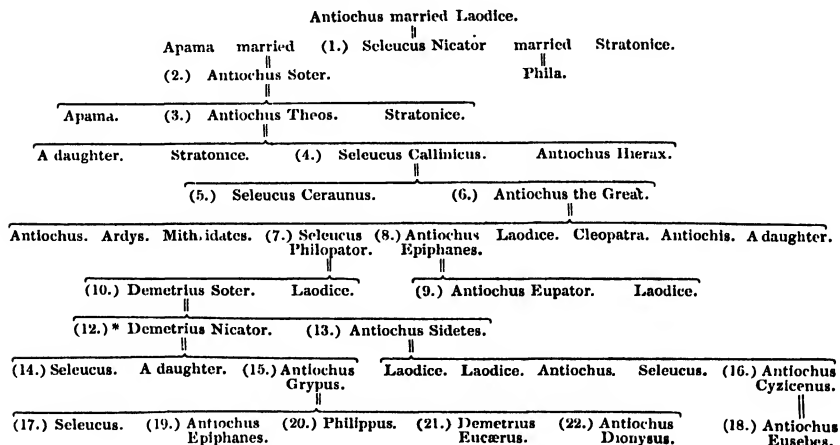 Antiochus married Laodice.
Apama married (1.) Seleucus Nicator married Stratonice.
(2.) Antiochus Soter. Phila.
Apama. (3.) Antiochus Theos. Stratonice.
A daughter. Stratonice. (4.) Seleucus Callinicus. Antiochus Hierax.
(5.) Seleucus Ceraunus. (6.) Antiochus the Great.
Antiochus. Ardys. Mithridates. (7.) Seleucus (8.) Antiochus Laodice. Cleopatra. Antiochis. A daughter.
Philopator. Epiphanes.
(10.) Demetrius Soter. Laodice. (9.) Antiochus Eupator. Laodice.
(12.) * Demetrius Nicator. (13.) Antiochus Sidetes.
(14.) Seleucus. A daughter. (15.) Antiochus Laodice. Laodice. Antiochus. Seleucus. (16.) Antiochus
Grypus. Cyzicenus.
(17.) Seleucus. (19.) Antiochus (20.) Philippus. (21.) Demetrius (22.) Antiochus (18.) Antiochus
Epiphanes. Eucærus. Dionysus. Eusebes.